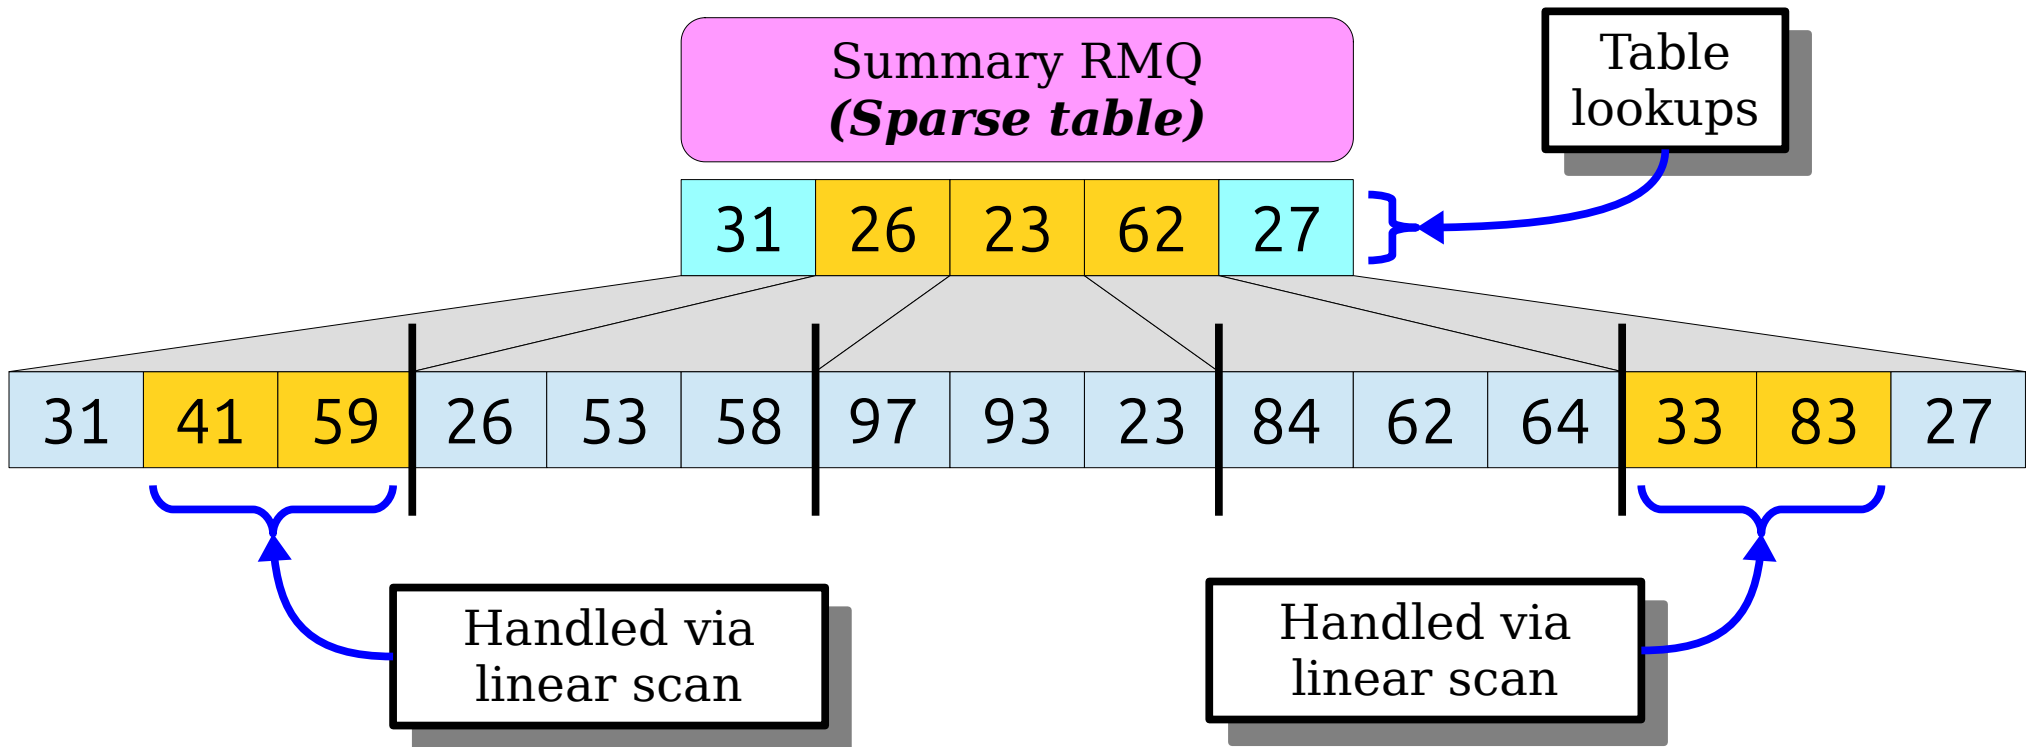 Summary RMQ
(Sparse table)
Table
lookups
31 26 23 62 27
31 41 59 26 53 58 97 93 23 84 62 64 33 83 27
Handled via
linear scan
Handled via
linear scan